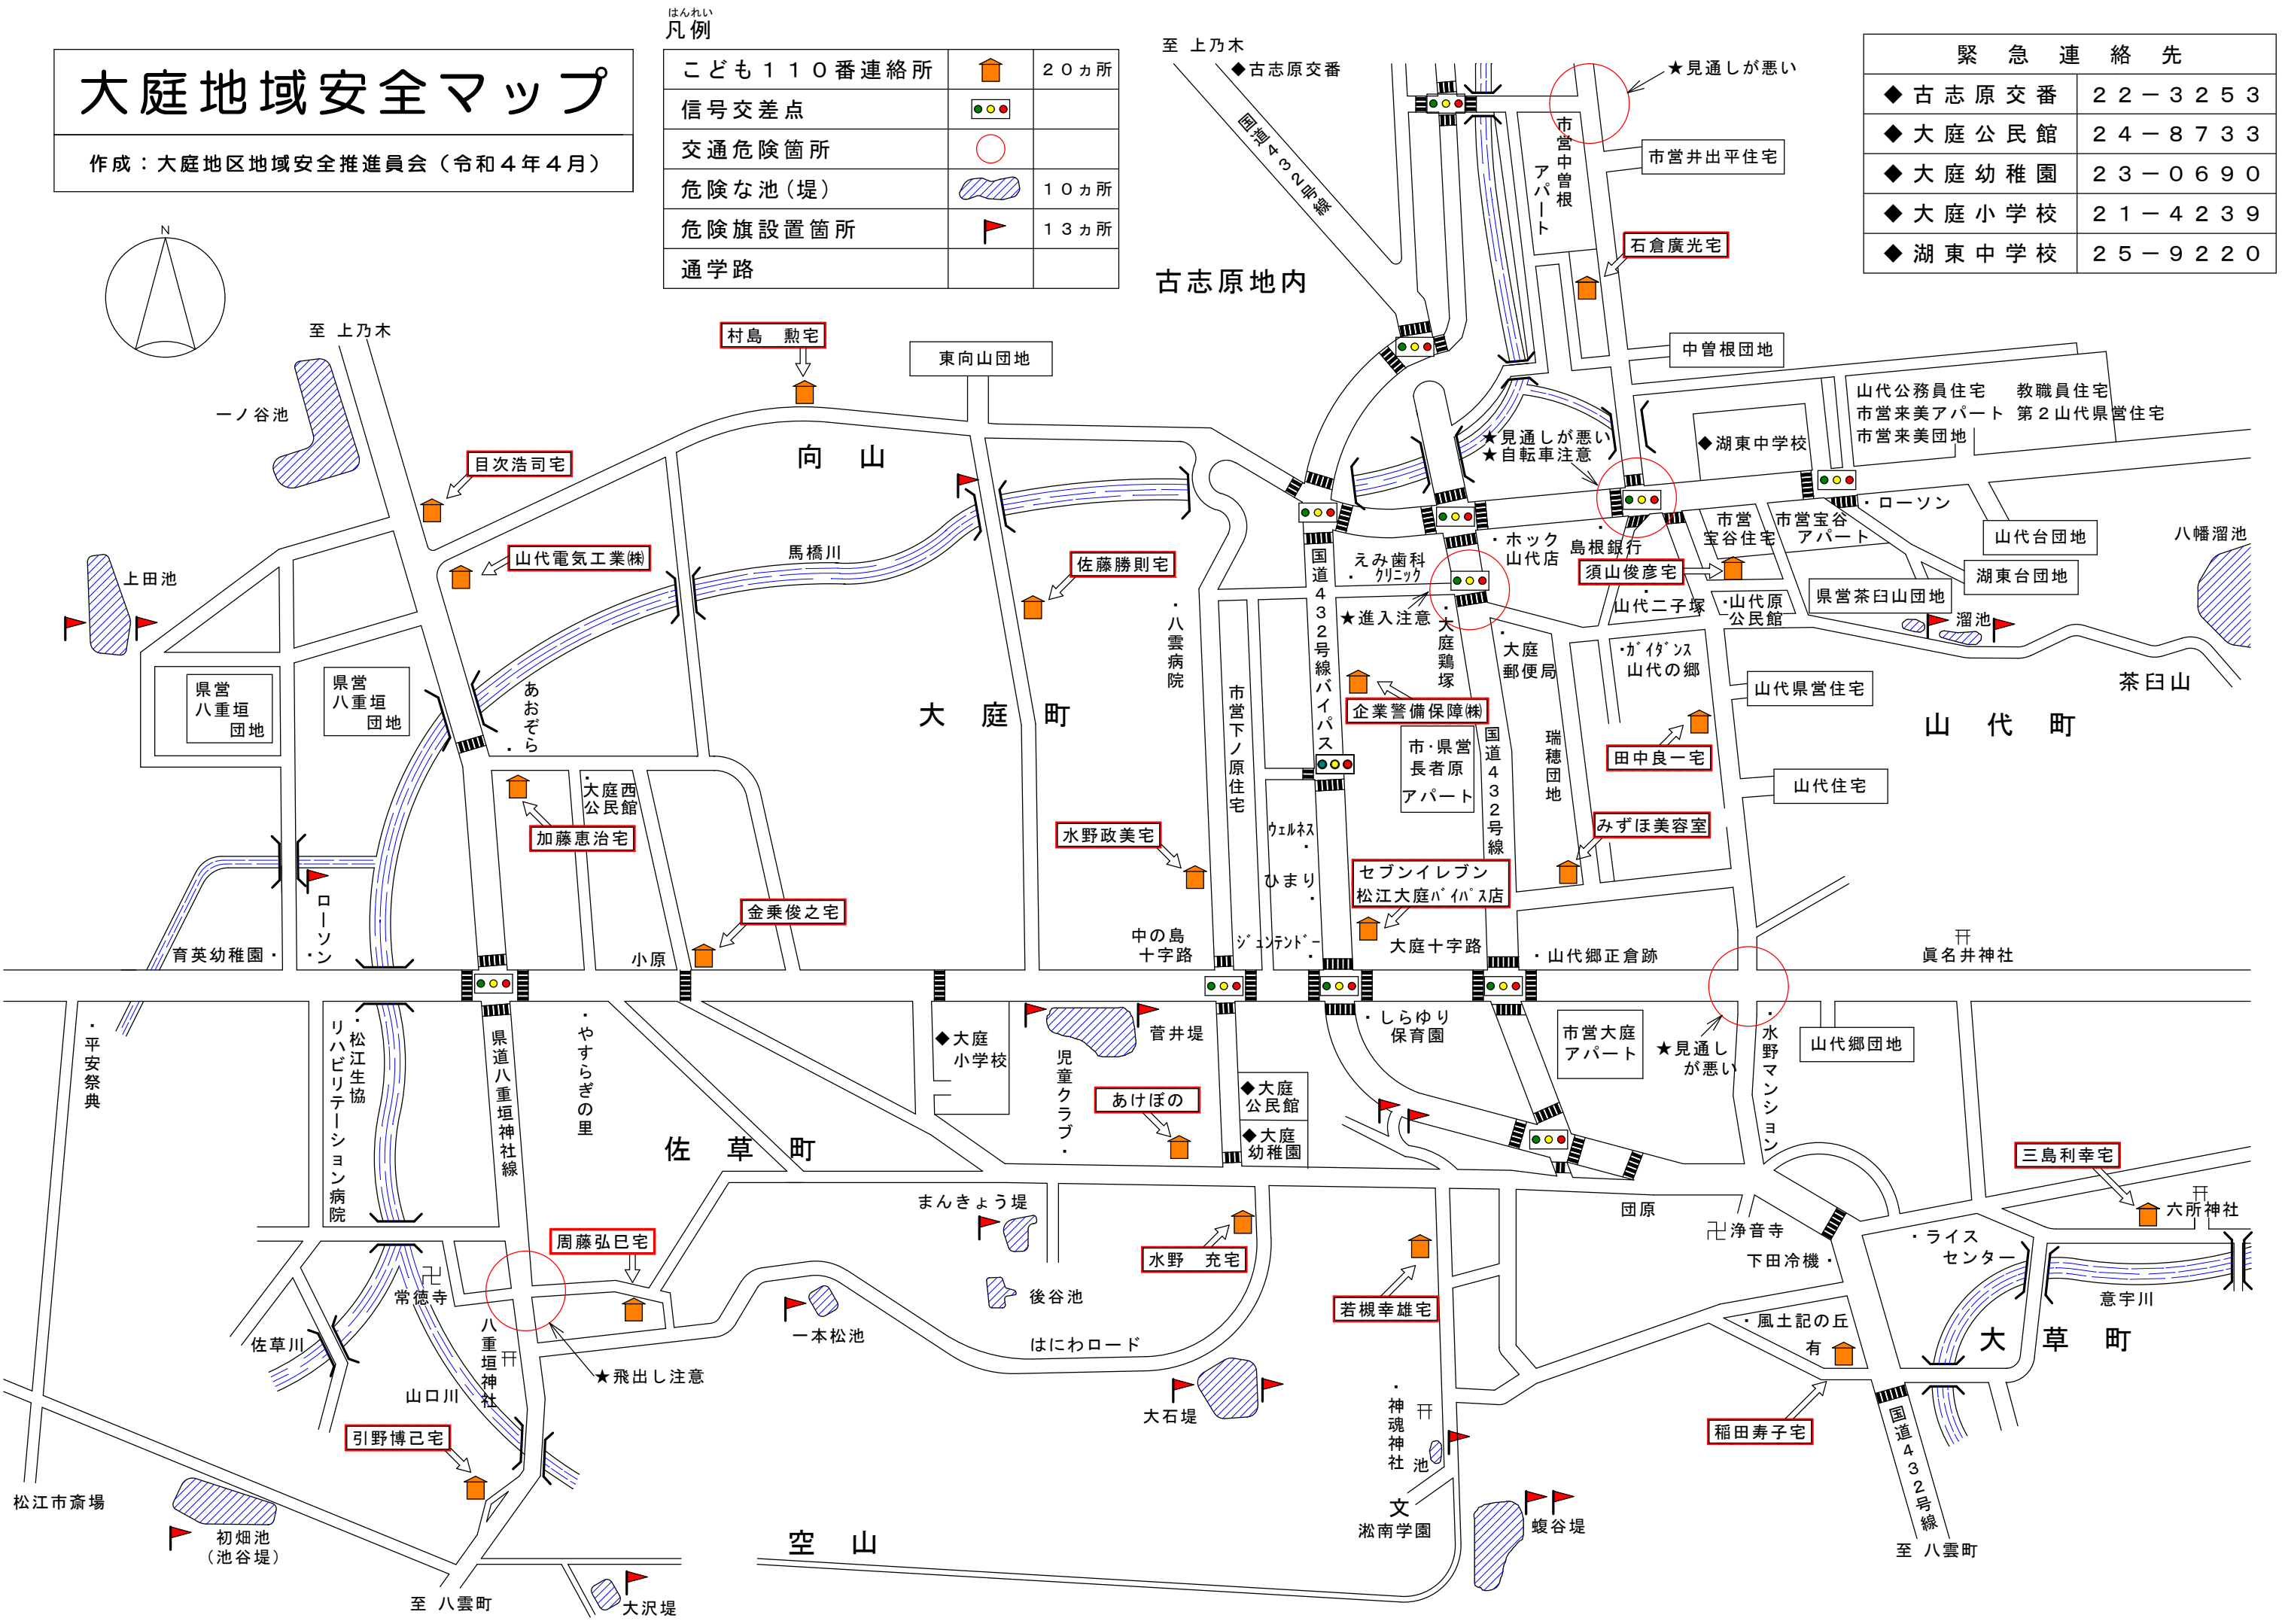 大庭地域安全マップ
作成：大庭地区地域安全推進員会（令和４年４月）
はんれい
凡例
こども１１０番連絡所 ２０ヵ所
信号交差点
交通危険箇所
危険な池（堤） １０ヵ所
危険旗設置箇所 １３ヵ所
通学路
緊急連絡先
◆古志原交番 ２２－３２５３
◆大庭公民館 ２４－８７３３
◆大庭幼稚園 ２３－０６９０
◆大庭小学校 ２１－４２３９
◆湖東中学校 ２５－９２２０
N
至 上乃木
◆古志原交番
★見通しが悪い
国道４３２号線
市営中曽根
アパート
市営井出平住宅
石倉廣光宅
古志原地内
中曽根団地
至 上乃木
村島　勲宅
東向山団地
一ノ谷池
目次浩司宅
向山
山代公務員住宅
市営来美アパート
市営来美団地
教職員住宅
第２山代県営住宅
◆湖東中学校
★見通しが悪い
★自転車注意
・ローソン
山代電気工業㈱
馬橋川
佐藤勝則宅
上田池
国道４３２号線バイパス
えみ歯科
・クリニック
・ホック
山代店
島根銀行
市営
宝谷住宅
市営宝谷
アパート
山代台団地
八幡溜池
須山俊彦宅
湖東台団地
県営茶臼山団地
・八雲病院
★進入注意
・大庭鶏塚
山代二子塚
・山代原
公民館
溜池
県営
八重垣
団地
県営
八重垣
団地
あおぞら
大庭町
市営下ノ原住宅
企業警備保障㈱
・大庭
郵便局
・ガイダンス
山代の郷
山代県営住宅
茶臼山
山代町
市・県営
長者原
アパート
国道４３２号線
瑞穂団地
田中良一宅
山代住宅
・大庭西
公民館
加藤恵治宅
水野政美宅
ウェルネス
みずほ美容室
ひまり
セブンイレブン
松江大庭バイパス店
・ローソン
金乗俊之宅
育英幼稚園・
小原
中の島
十字路
ジュンテンドー
大庭十字路
・山代郷正倉跡
眞名井神社
・平安祭典
・松江生協
リハビリテーション病院
県道八重垣神社線
・やすらぎの里
◆大庭
小学校
児童クラブ・
菅井堤
・しらゆり
保育園
市営大庭
アパート
★見通し
が悪い
・水野マンション
山代郷団地
◆大庭
公民館
◆大庭
幼稚園
あけぼの
佐草町
まんきょう堤
三島利幸宅
六所神社
団原
浄音寺
周藤弘巳宅
水野　充宅
下田冷機・
・ライス
センター
常徳寺
後谷池
若槻幸雄宅
意宇川
佐草川
八重垣神社
一本松池
はにわロード
・風土記の丘
有
大草町
★飛出し注意
山口川
大石堤
・神魂神社
稲田寿子宅
引野博己宅
池
国道４３２号線
松江市斎場
文
淞南学園
蝮谷堤
初畑池
（池谷堤）
空山
至 八雲町
至 八雲町
大沢堤